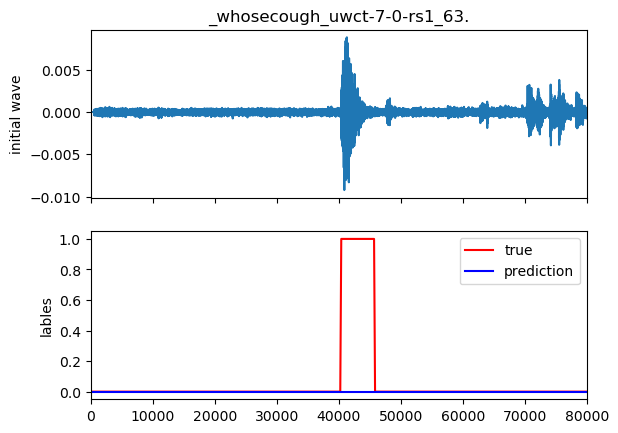 _whosecough_uwct-7-0-rs1_63.
initial wave
0.005
0.000
−0.005
−0.010
lables
1.0
0.8
0.6
0.4
0.2
0.0
true
prediction
0 10000 20000 30000 40000 50000 60000 70000 80000